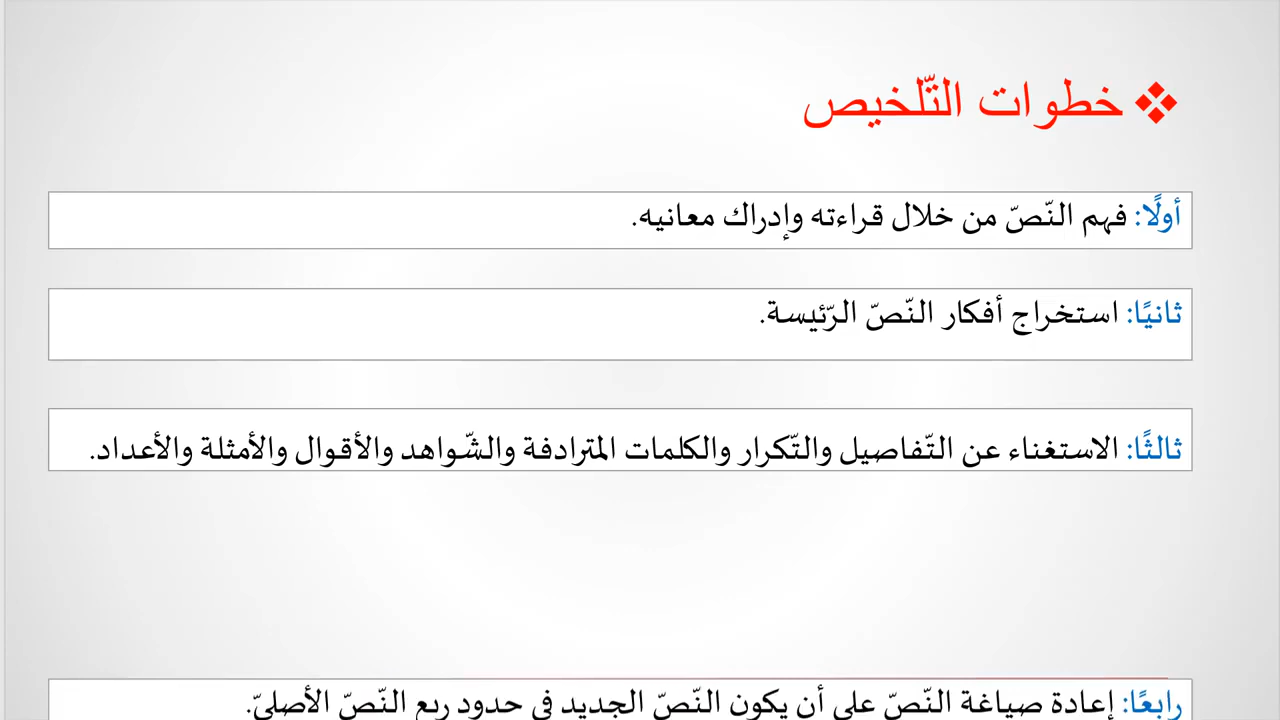 ❖ خطوات التّلخيص
أولًا: فهم النّصّ من خلال قراءته وإدراك معانيه.
ثانيًا: استخراج أفكار النّصّ الرّئيسة.
ثالثًا: الاستغناء عن التّفاصيل والتّكرار والكلمات المترادفة والشّواهد والأقوال والأمثلة والأعداد.
رابعًا: إعادة صياغة النّصّ على أن يكون النّصّ الجديد في حدود ربع النّصّ الأصليّ.